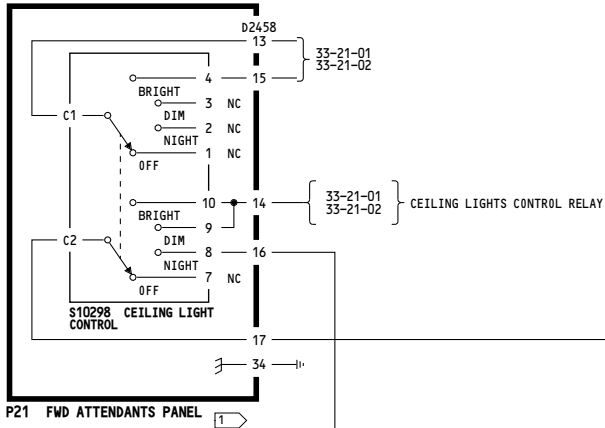 D2458
13
33-21-01
33-21-02
4 15
BRIGHT
3 NC
C1
DIM
2 NC
NIGHT
1 NC
OFF
10 14
33-21-01
33-21-02
CEILING LIGHTS CONTROL RELAY
BRIGHT
9
C2
DIM
8 16
NIGHT
7 NC
OFF
S10298 CEILING LIGHT
CONTROL
17
34
P21 FWD ATTENDANTS PANEL
1